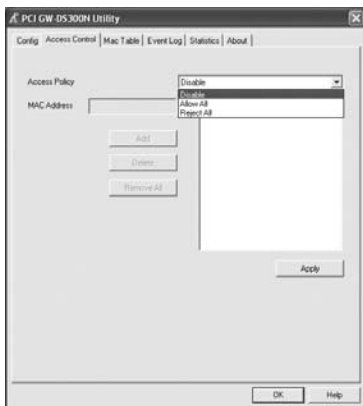 PCI GW-DS300N Utility
Config Access Control Mac Table Event Log Statistics About
Access Policy Disable
Disable
MAC Address Allow All
Reject All
Add
Delete
Remove All
Apply
OK Help